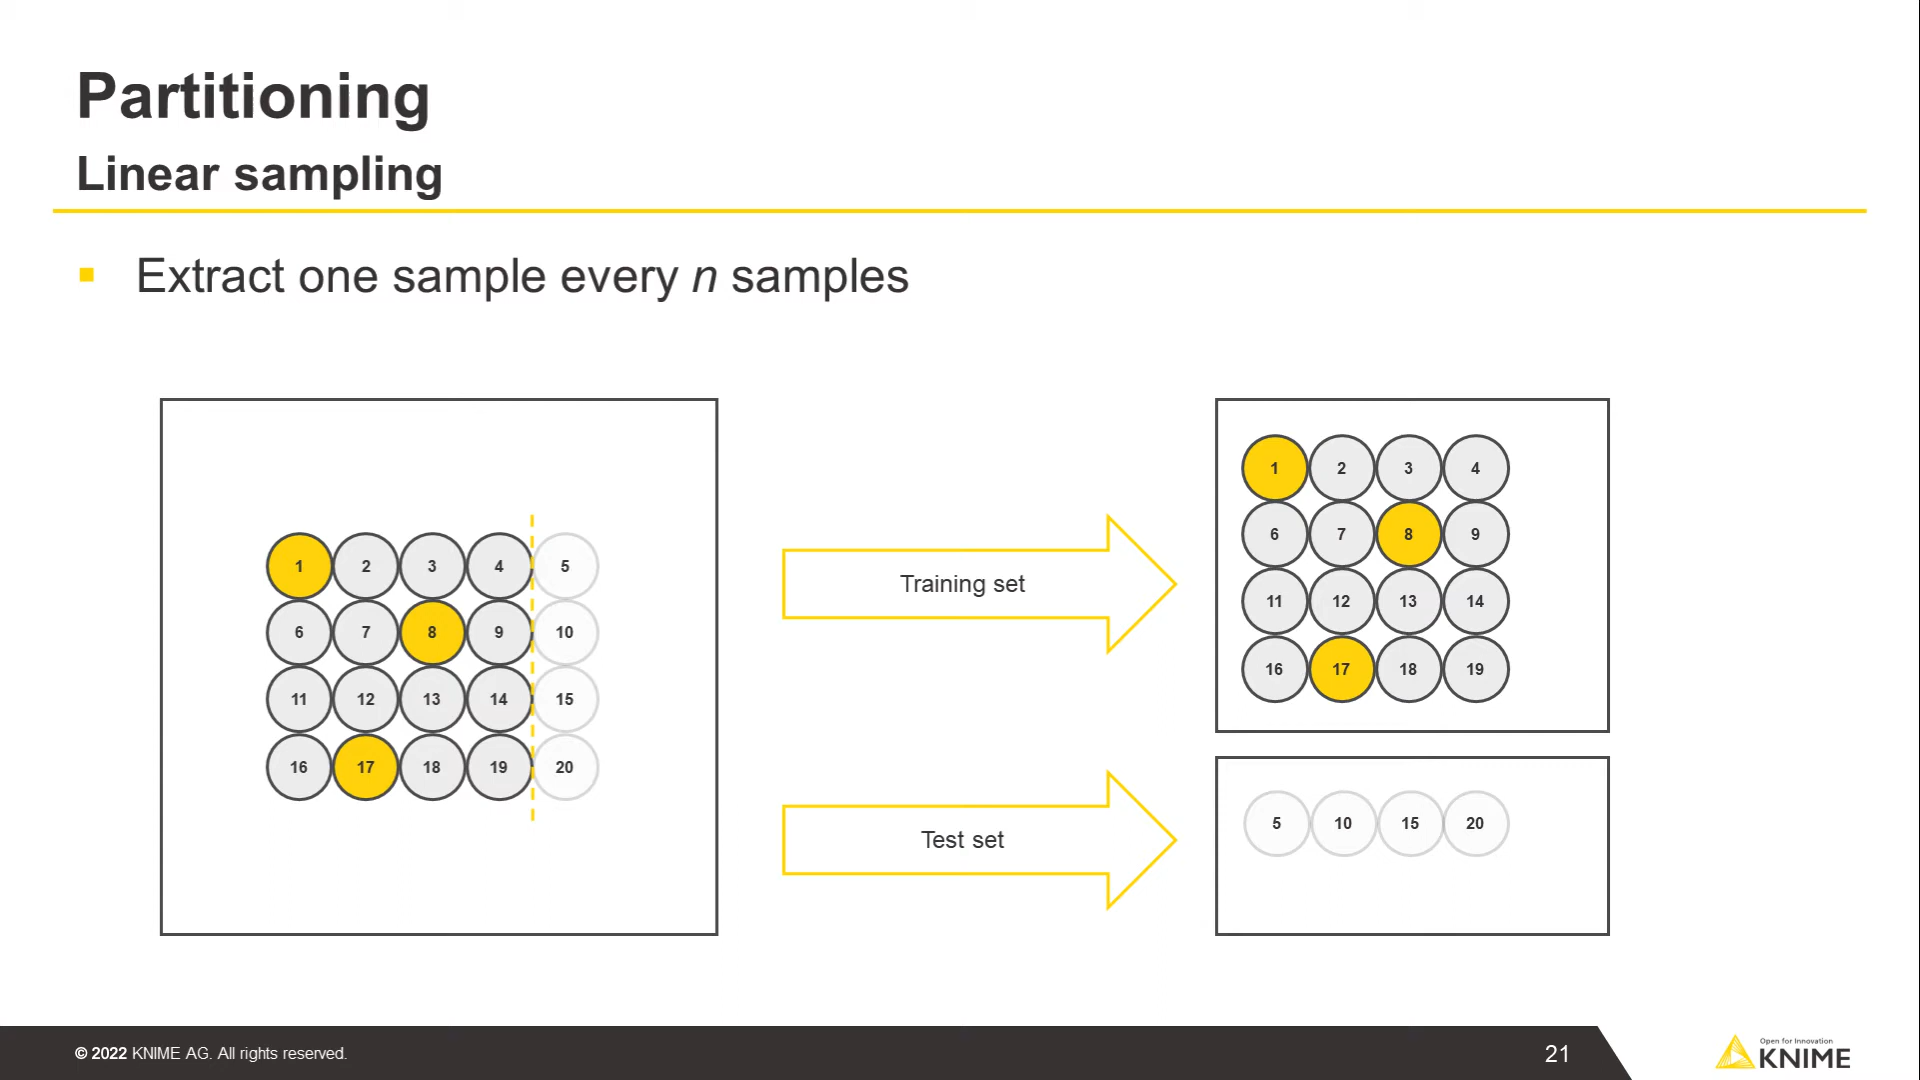 Partitioning
Linear sampling
Extract one sample every n samples
1 2 3 4 5
6 7 8 9 10
11 12 13 14 15
16 17 18 19 20
Training set
1 2 3 4
6 7 8 9
11 12 13 14
16 17 18 19
Test set
5 10 15 20
© 2022 KNIME AG. All rights reserved.
21
Open for Innovation
KNIME